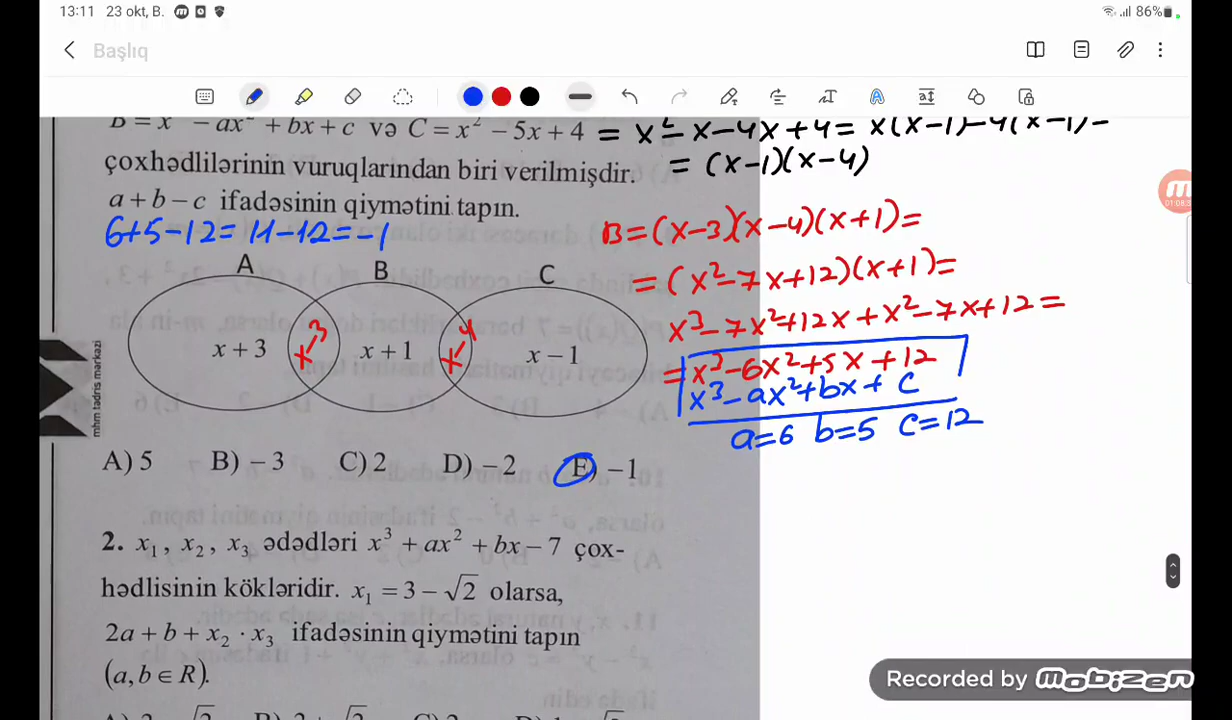 13:11 23 okt, B. 86%
Başlıq
B = x − ax² + bx + c və C = x² − 5x + 4 = x² − x − 4x + 4 = x(x−1)−4(x−1) =
çoxhədlilərinin vuruqlarından biri verilmişdir. = (x−1)(x−4)
a + b − c ifadəsinin qiymətini tapın.
6+5−12 = 11−12 = −1
B = (x−3)(x−4)(x+1) =
= (x²−7x+12)(x+1) =
x³−7x²+12x+x²−7x+12 =
= x³−6x²+5x+12
x³−ax²+bx+c
a=6 b=5 c=12
A B C
x + 3 x−3 x + 1 x−4 x − 1
mhm tədris mərkəzi
A) 5 B) − 3 C) 2 D) −2 E) −1
2. x₁, x₂, x₃ ədədləri x³ + ax² + bx − 7 çox-
hədlisinin kökləridir. x₁ = 3 − √2 olarsa,
2a + b + x₂ · x₃ ifadəsinin qiymətini tapın
(a, b ∈ R).
Recorded by mobizen